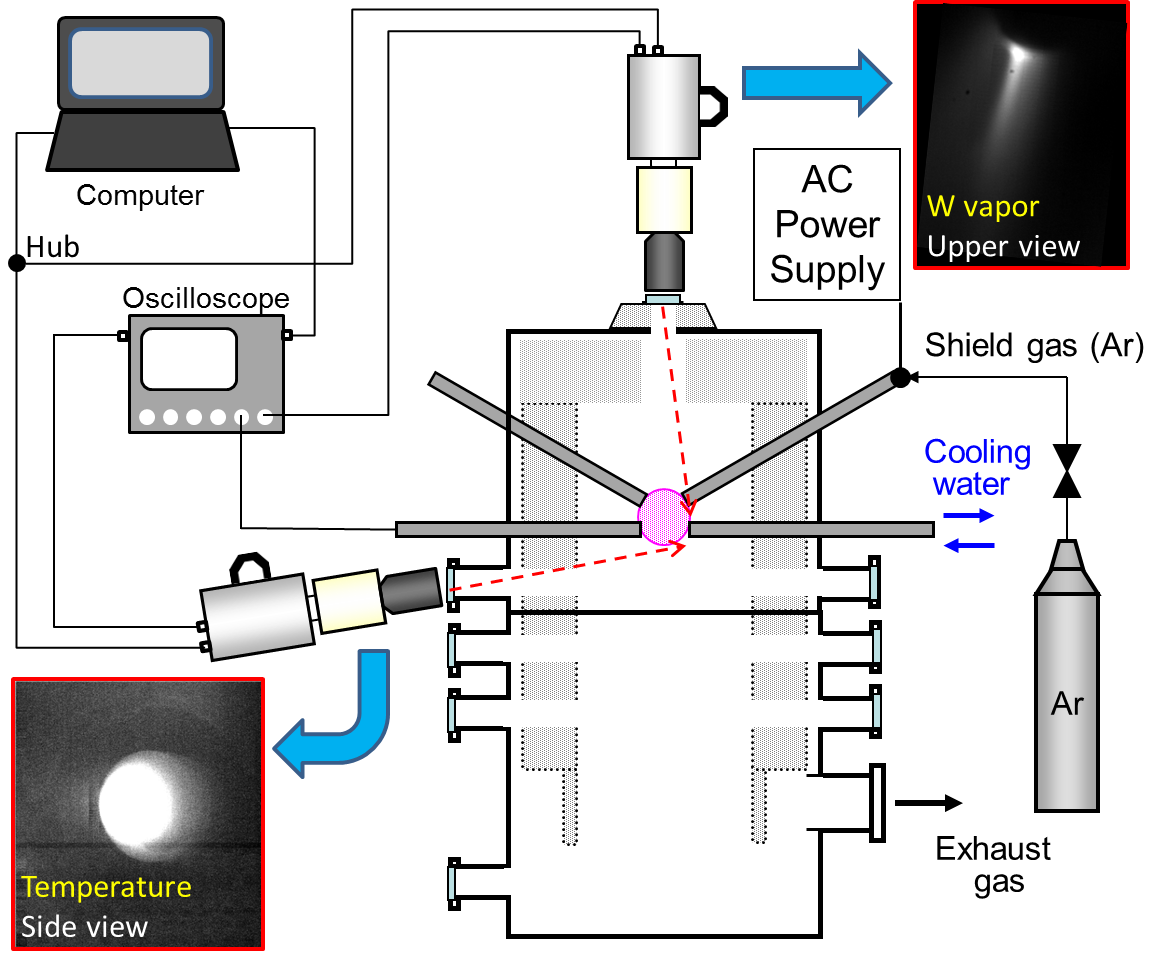 Computer
Hub
Oscilloscope
AC
Power
Supply
W vapor
Upper view
Shield gas (Ar)
Cooling
water
Ar
Exhaust
gas
Temperature
Side view